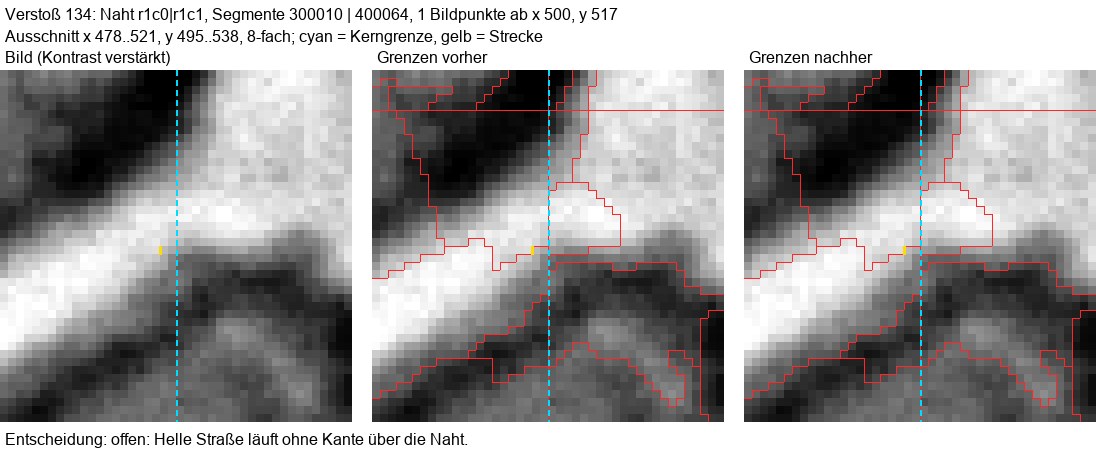 Verstoß 134: Naht r1c0|r1c1, Segmente 300010 | 400064, 1 Bildpunkte ab x 500, y 517
Ausschnitt x 478..521, y 495..538, 8-fach; cyan = Kerngrenze, gelb = Strecke
Bild (Kontrast verstärkt) Grenzen vorher Grenzen nachher
Entscheidung: offen: Helle Straße läuft ohne Kante über die Naht.